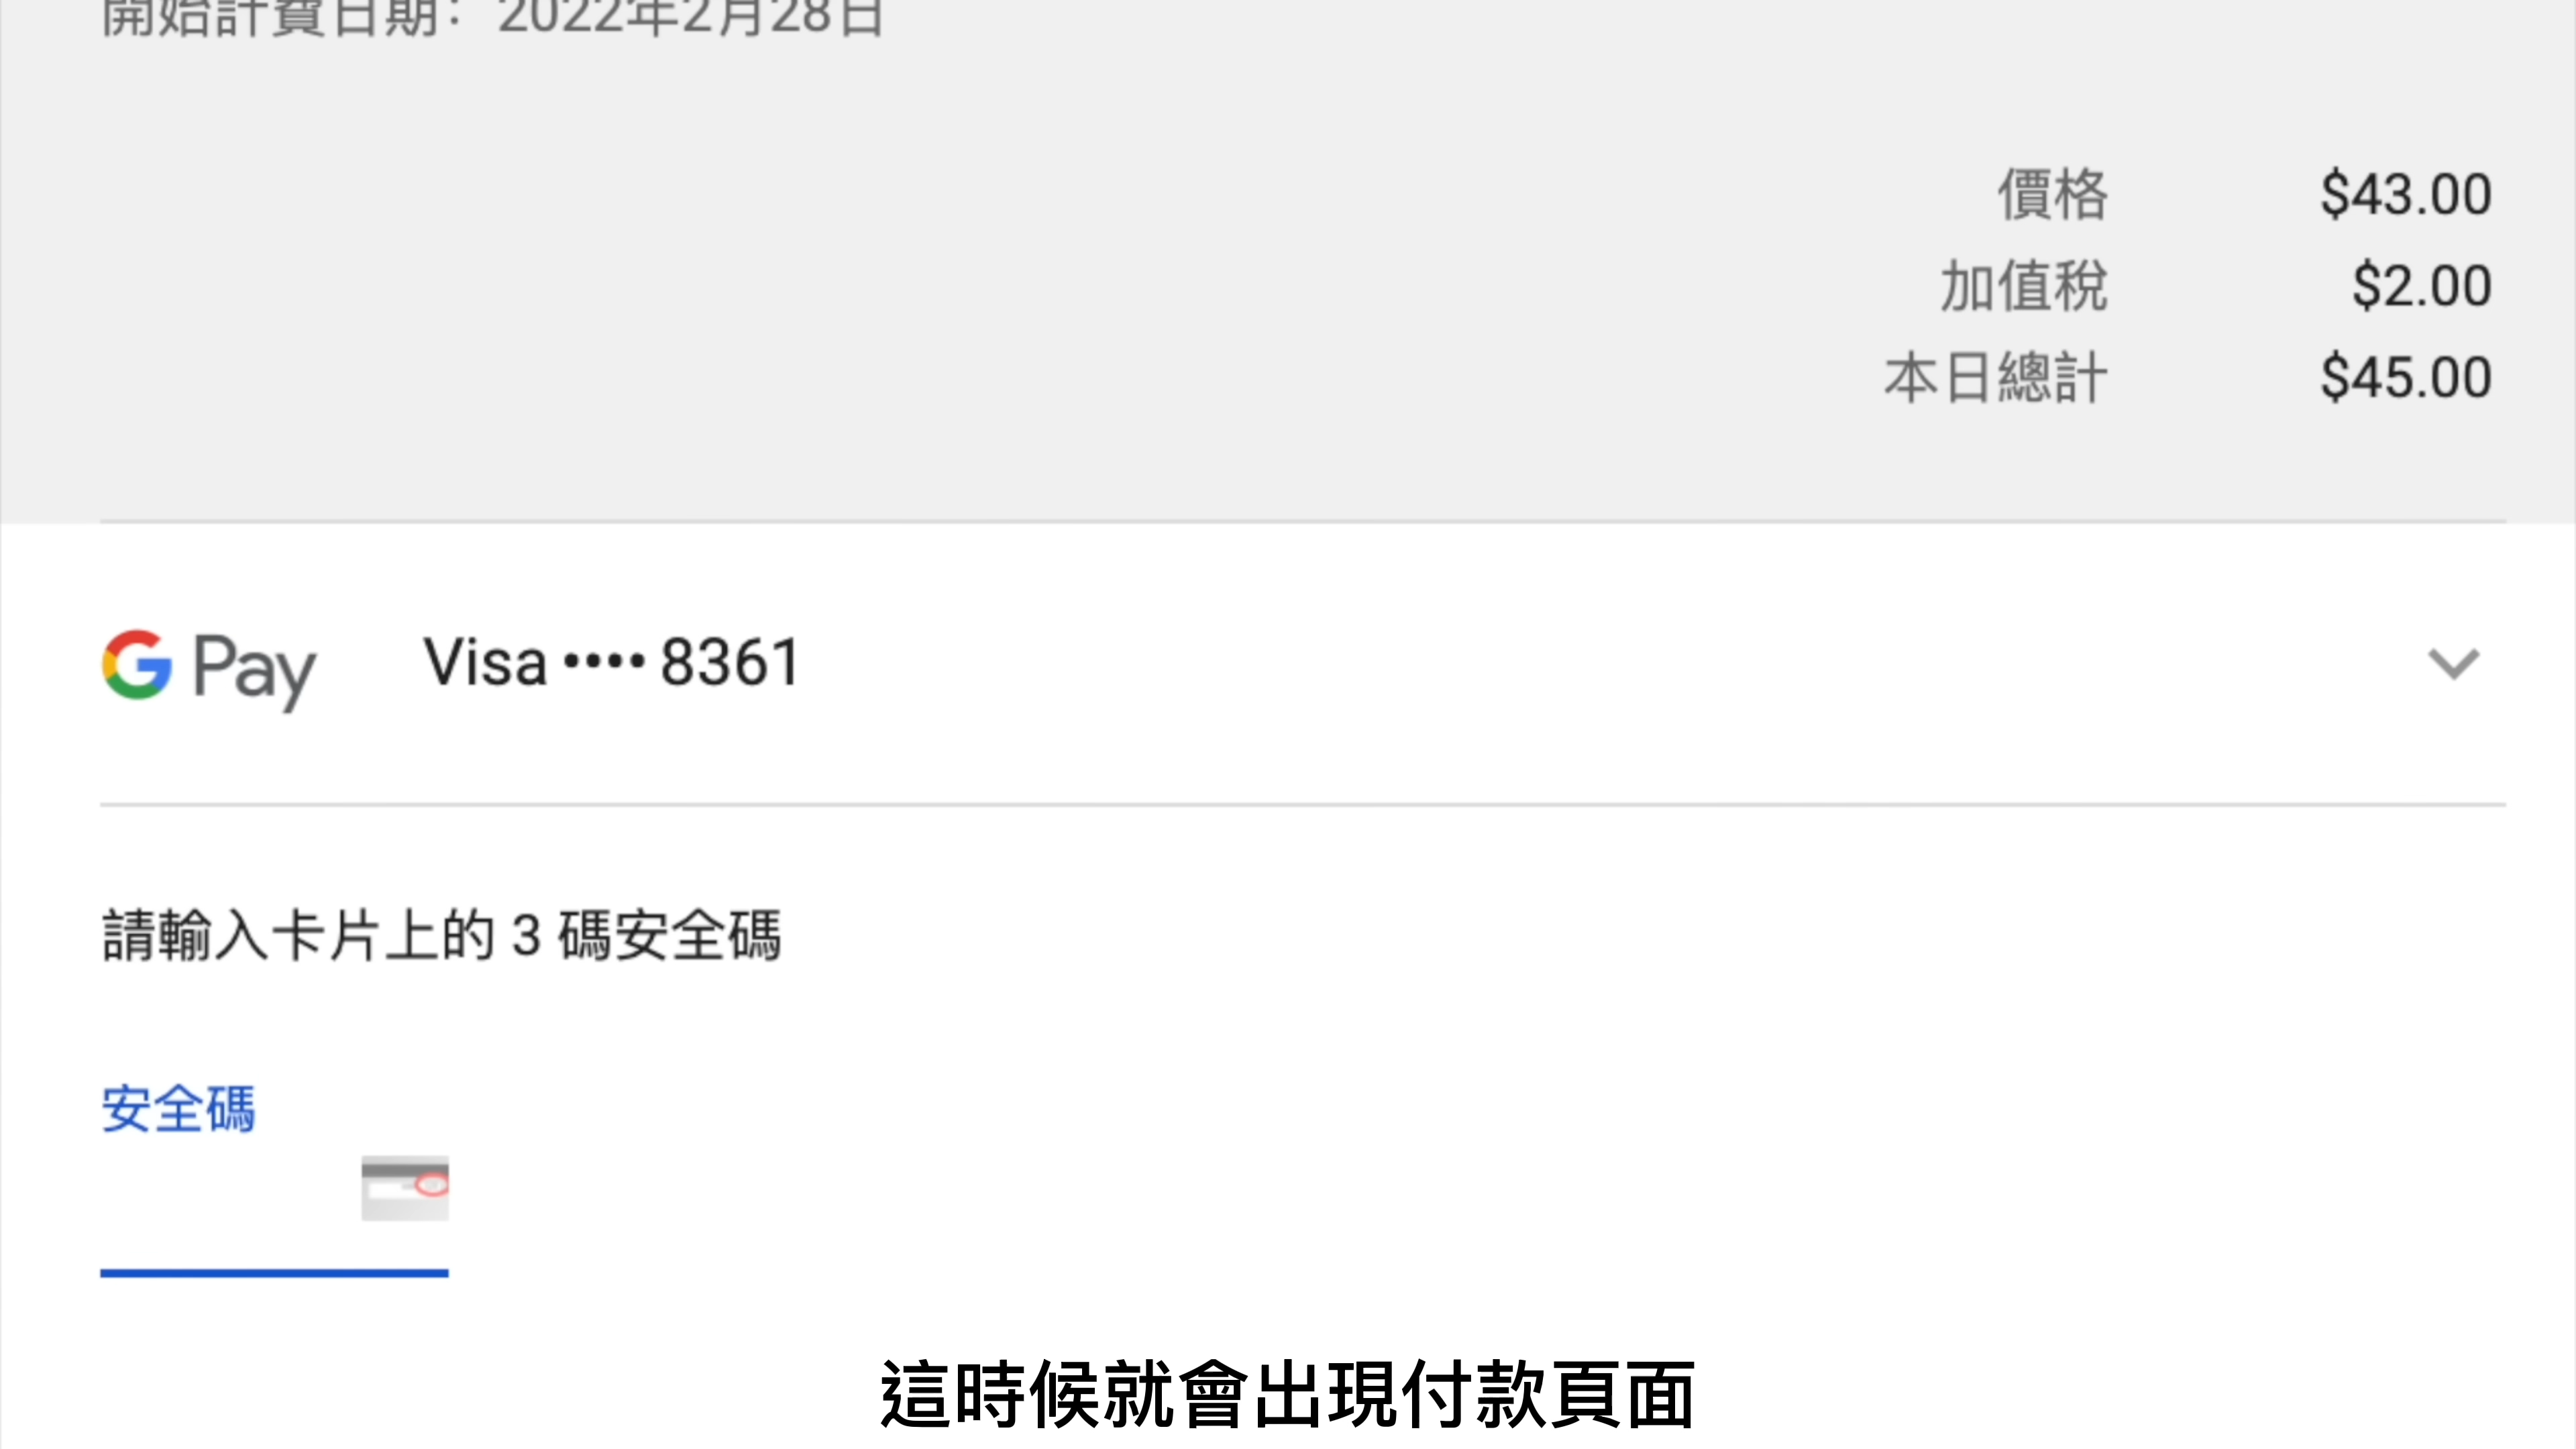 開始計費日期：2022年2月28日
價格 $43.00
加值稅 $2.00
本日總計 $45.00
G Pay Visa •••• 8361
請輸入卡片上的 3 碼安全碼
安全碼
這時候就會出現付款頁面